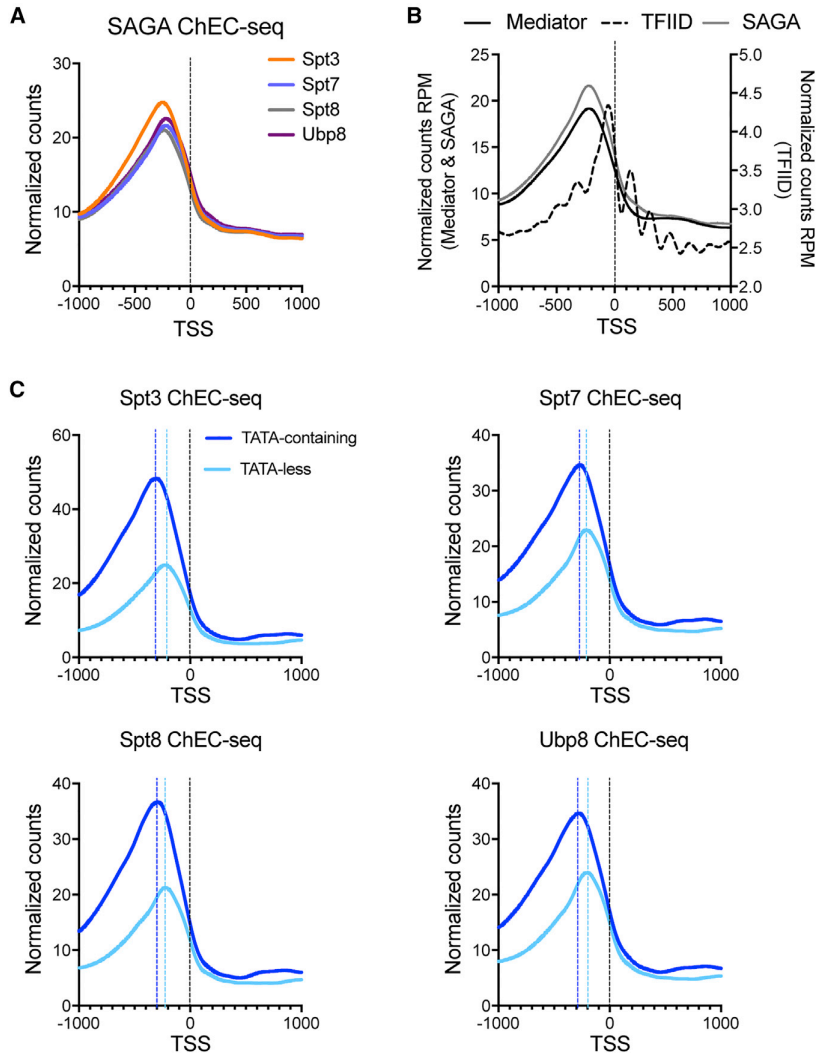 A
SAGA ChEC-seq
Normalized counts
30
20
10
0
-1000
-500
0
500
1000
TSS
Spt3
Spt7
Spt8
Ubp8
B
Mediator
TFIID
SAGA
Normalized counts RPM
(Mediator & SAGA)
25
20
15
10
5
0
-1000
-500
0
500
1000
TSS
5.0
4.5
4.0
3.5
3.0
2.5
2.0
Normalized counts RPM
(TFIID)
C
Spt3 ChEC-seq
TATA-containing
TATA-less
Normalized counts
60
40
20
0
-1000
0
1000
TSS
Spt7 ChEC-seq
Normalized counts
40
30
20
10
0
-1000
0
1000
TSS
Spt8 ChEC-seq
Normalized counts
40
30
20
10
0
-1000
0
1000
TSS
Ubp8 ChEC-seq
Normalized counts
40
30
20
10
0
-1000
0
1000
TSS